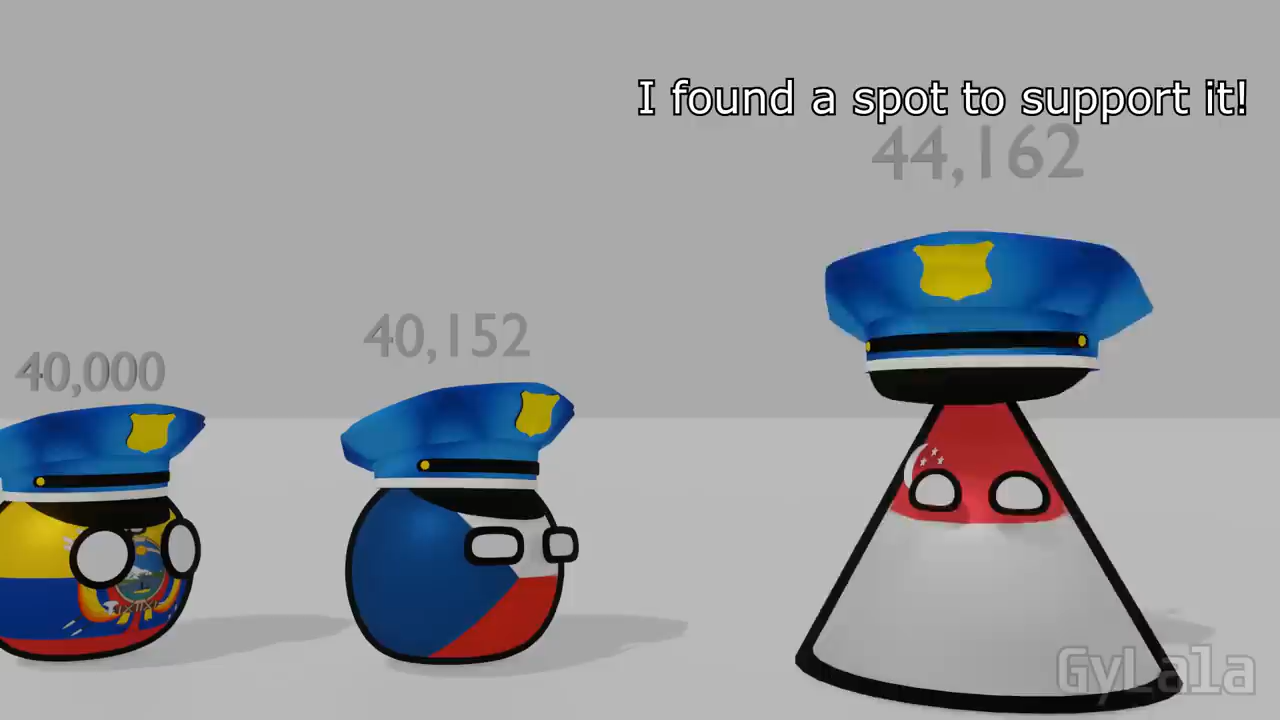 I found a spot to support it!
44,162
40,152
40,000
GyLala